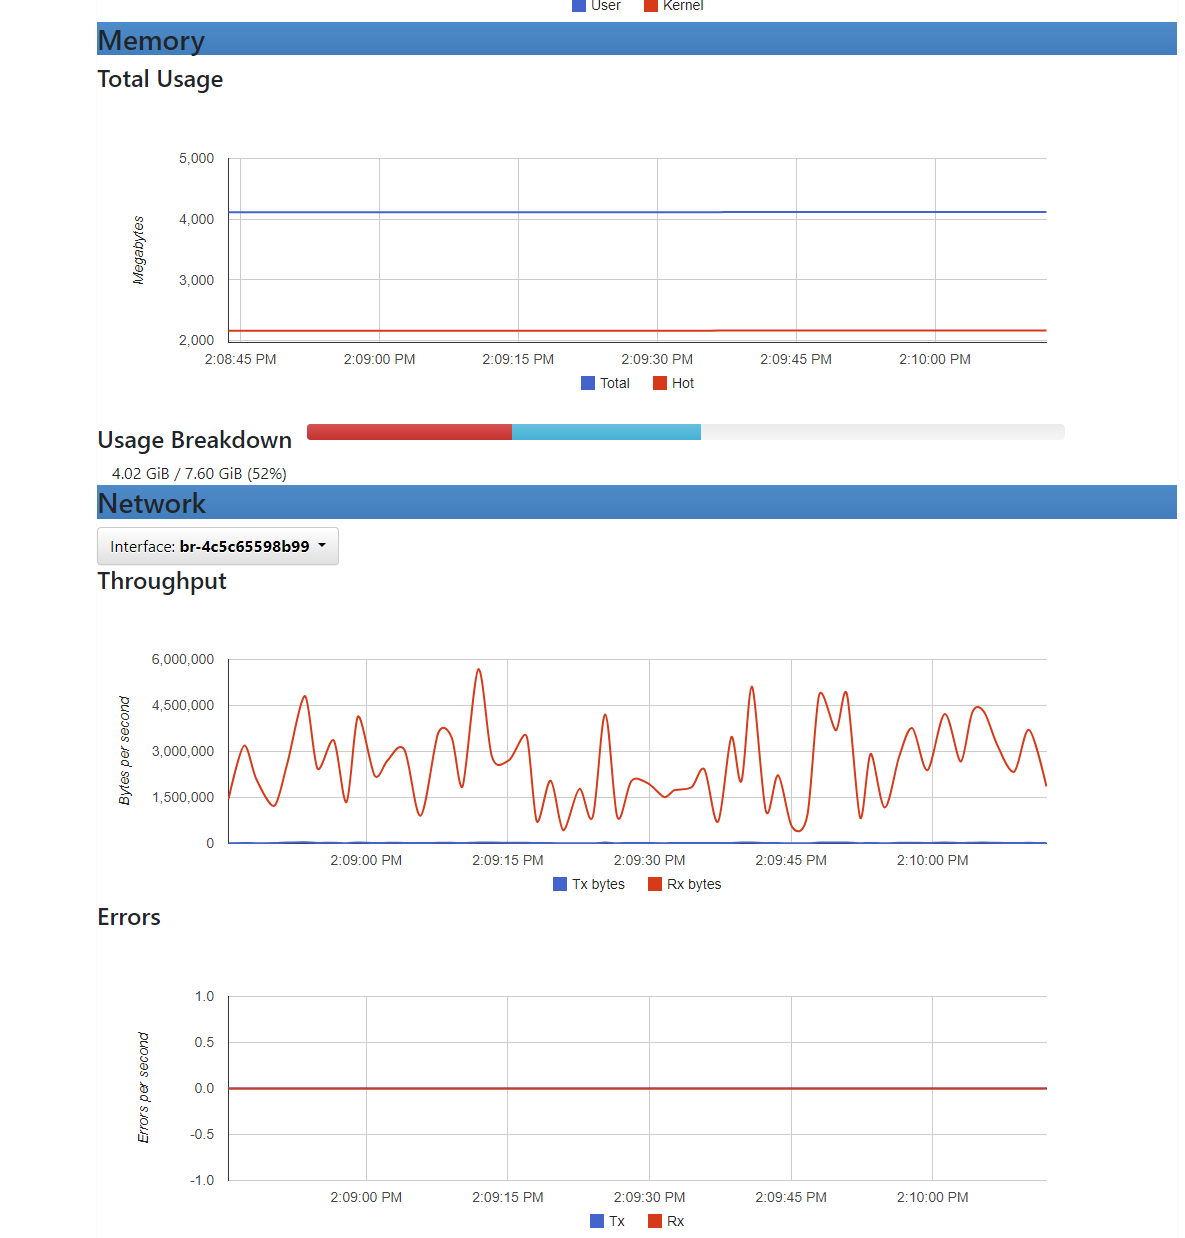 User Kernel
Memory
Total Usage
5,000
4,000
3,000
2,000
Megabytes
2:08:45 PM 2:09:00 PM 2:09:15 PM 2:09:30 PM 2:09:45 PM 2:10:00 PM
Total Hot
Usage Breakdown
4.02 GiB / 7.60 GiB (52%)
Network
Interface: br-4c5c65598b99
Throughput
6,000,000
4,500,000
3,000,000
1,500,000
0
Bytes per second
2:09:00 PM 2:09:15 PM 2:09:30 PM 2:09:45 PM 2:10:00 PM
Tx bytes Rx bytes
Errors
1.0
0.5
0.0
-0.5
-1.0
Errors per second
2:09:00 PM 2:09:15 PM 2:09:30 PM 2:09:45 PM 2:10:00 PM
Tx Rx